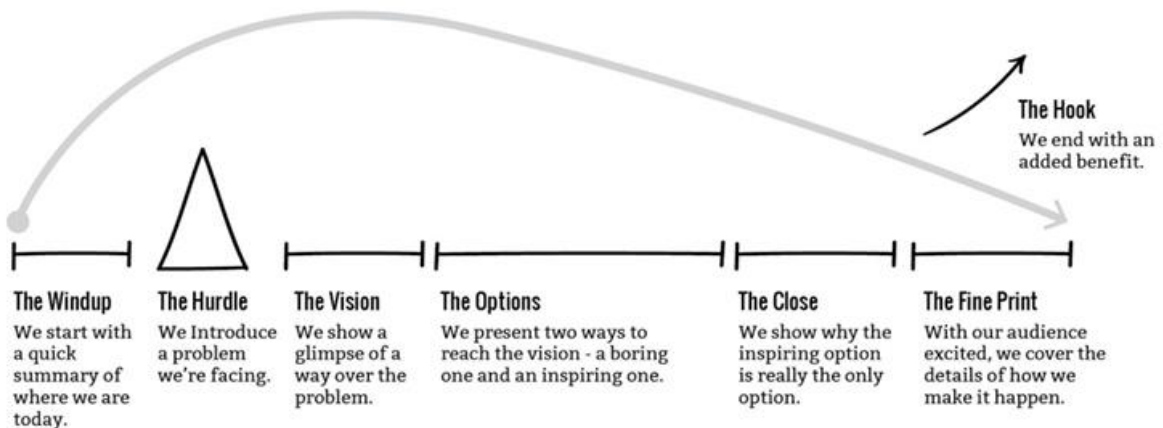 The Hook
We end with an
added benefit.
The Windup
We start with
a quick
summary of
where we are
today.
The Hurdle
We Introduce
a problem
we're facing.
The Vision
We show a
glimpse of a
way over the
problem.
The Options
We present two ways to
reach the vision - a boring
one and an inspiring one.
The Close
We show why the
inspiring option
is really the only
option.
The Fine Print
With our audience
excited, we cover the
details of how we
make it happen.